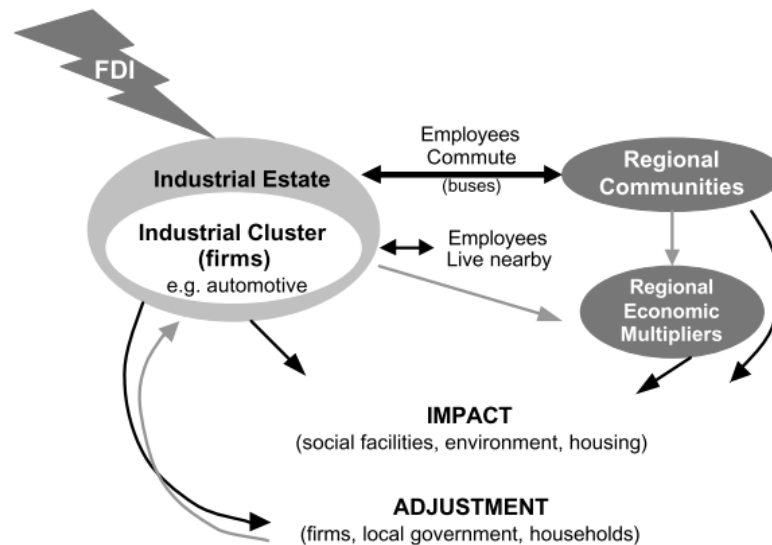 FDI
Employees
Commute
(buses)
Regional
Communities
Industrial Estate
Industrial Cluster
(firms)
e.g. automotive
Employees
Live nearby
Regional
Economic
Multipliers
IMPACT
(social facilities, environment, housing)
ADJUSTMENT
(firms, local government, households)